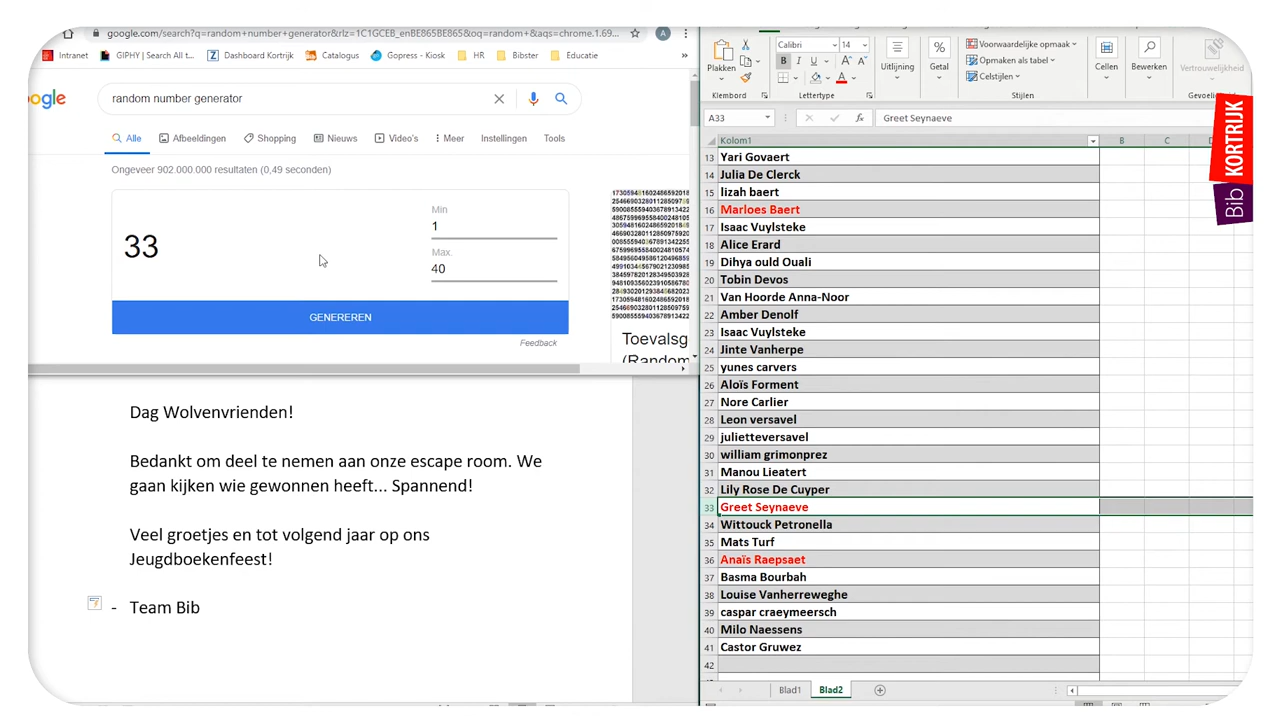 google.com/search?q=random+number+generator&rlz=1C1GCEB_enBE865BE865&oq=random+&aqs=chrome.1.69...
A
Intranet
GIPHY | Search All t...
Dashboard Kortrijk
Catalogus
Gopress - Kiosk
HR
Bibster
Educatie
»
ogle
random number generator
Alle
Afbeeldingen
Shopping
Nieuws
Video's
Meer
Instellingen
Tools
Ongeveer 902.000.000 resultaten (0,49 seconden)
33
Min
1
Max.
40
GENEREREN
Feedback
Toevalsg
(Random
Dag Wolvenvrienden!
Bedankt om deel te nemen aan onze escape room. We
gaan kijken wie gewonnen heeft... Spannend!
Veel groetjes en tot volgend jaar op ons
Jeugdboekenfeest!
- Team Bib
Plakken
Klembord
Calibri
14
B I U
A A
Lettertype
Uitlijning
%
Getal
Voorwaardelijke opmaak
Opmaken als tabel
Celstijlen
Stijlen
Cellen
Bewerken
Vertrouwelijkheid
Gevoelig
A33
fx
Greet Seynaeve
Kolom1
B
C
D
13 Yari Govaert
14 Julia De Clerck
15 lizah baert
16 Marloes Baert
17 Isaac Vuylsteke
18 Alice Erard
19 Dihya ould Ouali
20 Tobin Devos
21 Van Hoorde Anna-Noor
22 Amber Denolf
23 Isaac Vuylsteke
24 Jinte Vanherpe
25 yunes carvers
26 Aloïs Forment
27 Nore Carlier
28 Leon versavel
29 julietteversavel
30 william grimonprez
31 Manou Lieatert
32 Lily Rose De Cuyper
33 Greet Seynaeve
34 Wittouck Petronella
35 Mats Turf
36 Anaïs Raepsaet
37 Basma Bourbah
38 Louise Vanherreweghe
39 caspar craeymeersch
40 Milo Naessens
41 Castor Gruwez
42
Blad1
Blad2
Bib KORTRIJK